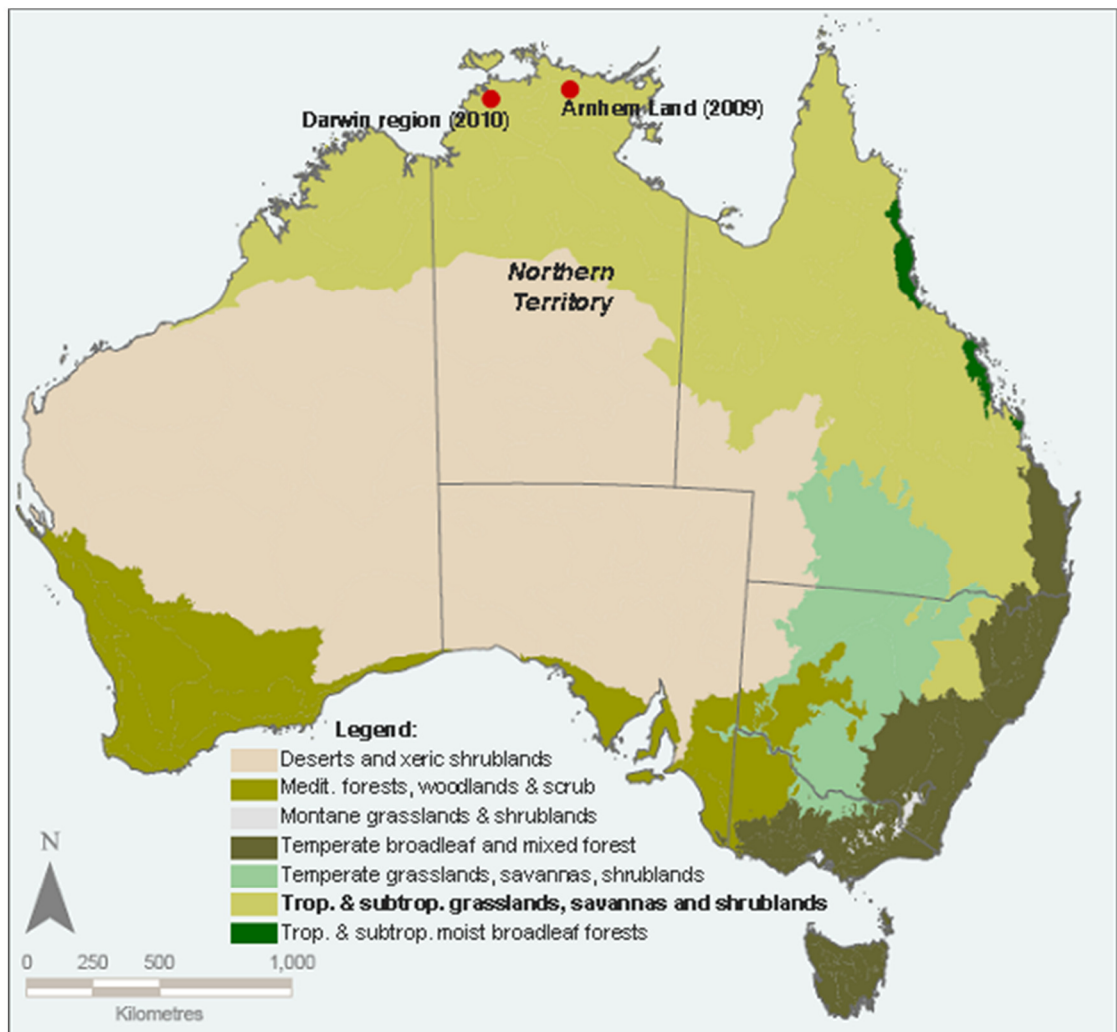 Darwin region (2010)
Arnhem Land (2009)
Northern
Territory
Legend:
Deserts and xeric shrublands
Medit. forests, woodlands & scrub
Montane grasslands & shrublands
Temperate broadleaf and mixed forest
Temperate grasslands, savannas, shrublands
Trop. & subtrop. grasslands, savannas and shrublands
Trop. & subtrop. moist broadleaf forests
N
0 250 500 1,000
Kilometres